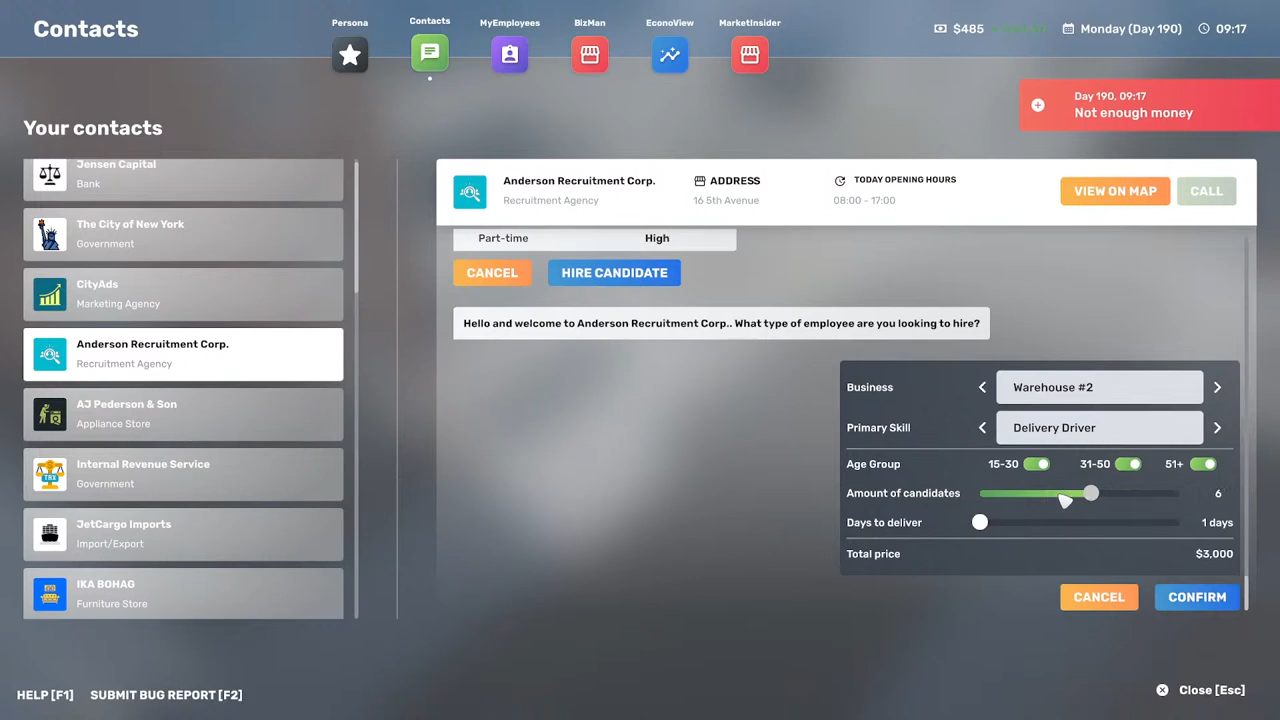 Contacts
Persona
Contacts
MyEmployees
BizMan
EconoView
MarketInsider
$485
Monday (Day 190)
09:17
Day 190, 09:17
Not enough money
Your contacts
Jensen Capital
Bank
The City of New York
Government
CityAds
Marketing Agency
Anderson Recruitment Corp.
Recruitment Agency
AJ Pederson & Son
Appliance Store
Internal Revenue Service
Government
JetCargo Imports
Import/Export
IKA BOHAG
Furniture Store
Anderson Recruitment Corp.
Recruitment Agency
ADDRESS
16 5th Avenue
TODAY OPENING HOURS
08:00 - 17:00
VIEW ON MAP
CALL
Part-time High
CANCEL
HIRE CANDIDATE
Hello and welcome to Anderson Recruitment Corp.. What type of employee are you looking to hire?
Business Warehouse #2
Primary Skill Delivery Driver
Age Group 15-30 31-50 51+
Amount of candidates 6
Days to deliver 1 days
Total price $3,000
CANCEL
CONFIRM
HELP [F1]
SUBMIT BUG REPORT [F2]
Close [Esc]